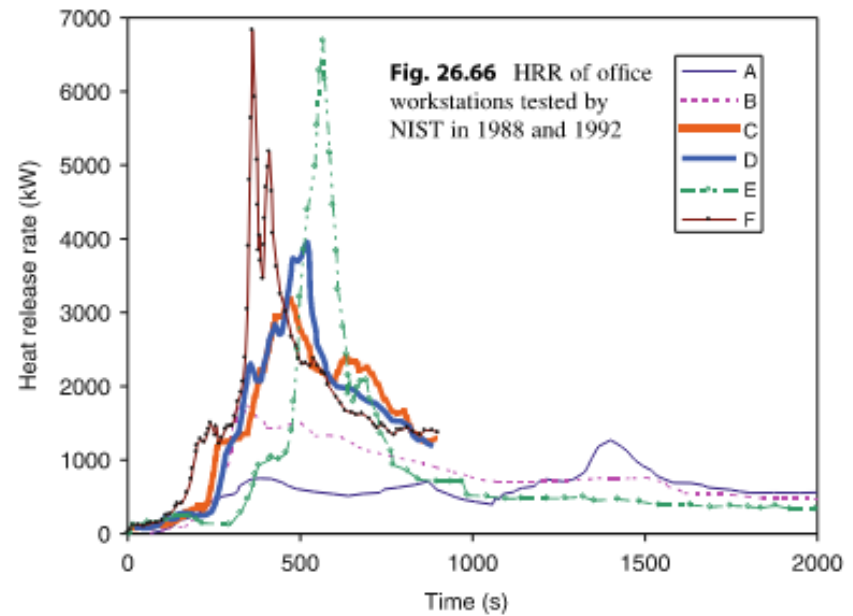 7000
6000
5000
4000
3000
2000
1000
0
Heat release rate (kW)
Fig. 26.66 HRR of office
workstations tested by
NIST in 1988 and 1992
A
B
C
D
E
F
0
500
1000
1500
2000
Time (s)